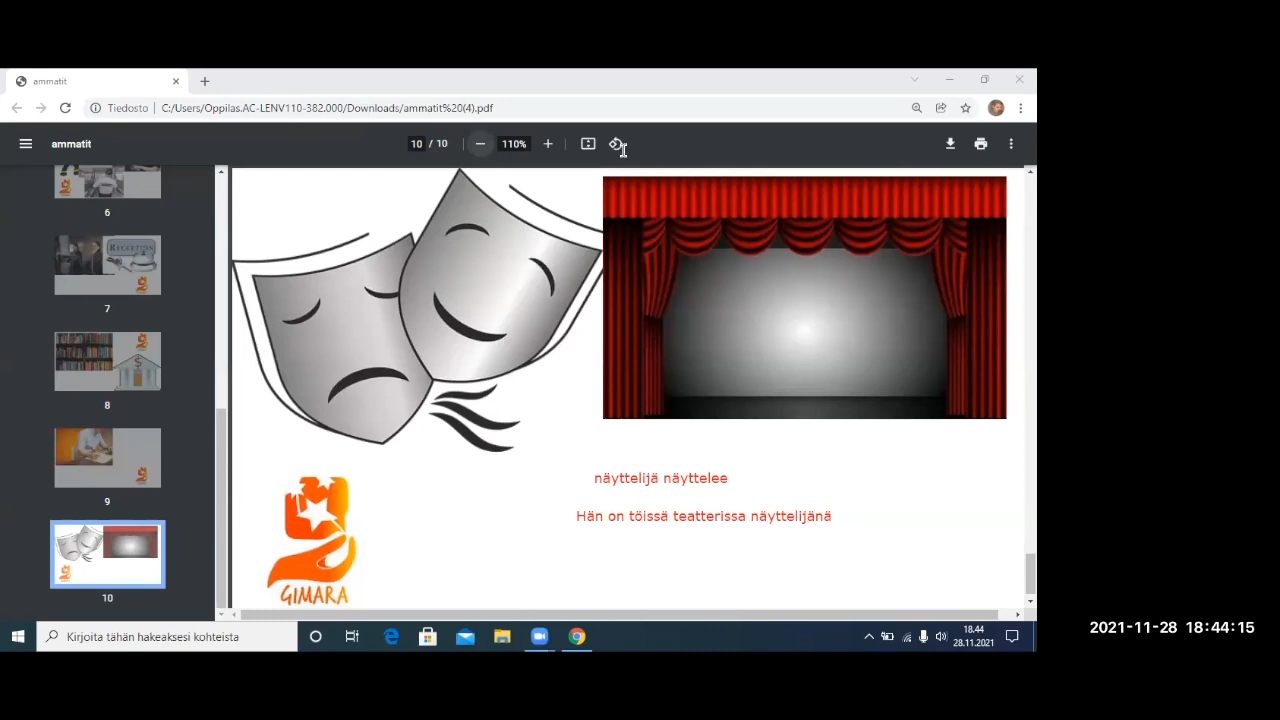 ammatit
Tiedosto
C:/Users/Oppilas.AC-LENV110-382.000/Downloads/ammatit%20(4).pdf
ammatit
10 / 10
110%
6
RECEPTION
7
8
9
10
näyttelijä näyttelee
Hän on töissä teatterissa näyttelijänä
GIMARA
Kirjoita tähän hakeaksesi kohteista
18.44
28.11.2021
2021-11-28 18:44:15